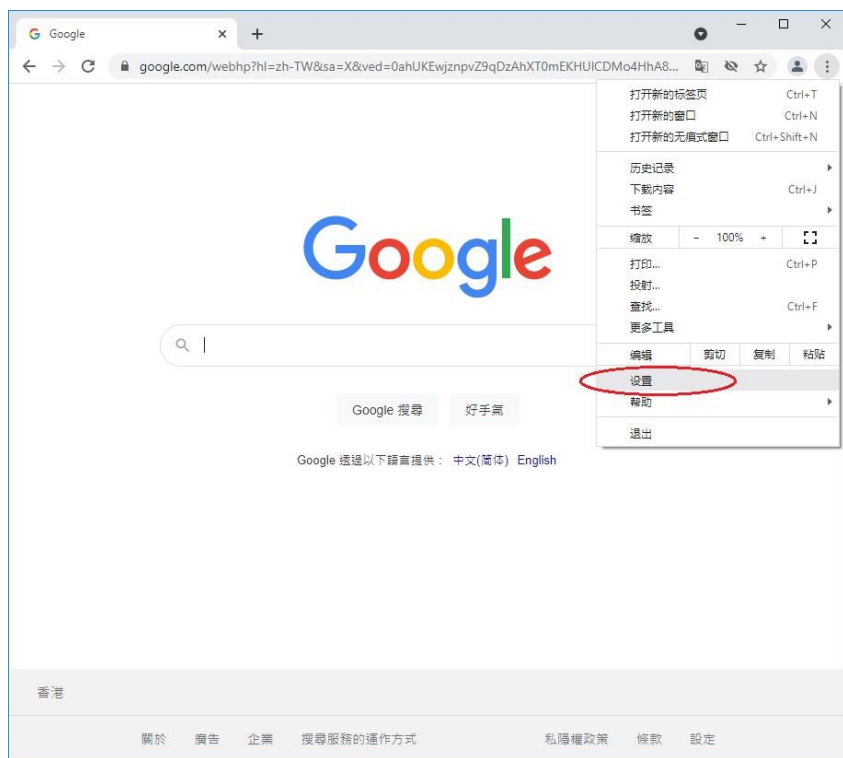 Google
google.com/webhp?hl=zh-TW&sa=X&ved=0ahUKEwjznpvZ9qDzAhXT0mEKHUICDMo4HhA8...
打开新的标签页 Ctrl+T
打开新的窗口 Ctrl+N
打开新的无痕式窗口 Ctrl+Shift+N
历史记录
下载内容 Ctrl+J
书签
缩放 - 100% +
Google
打印... Ctrl+P
投射...
查找... Ctrl+F
更多工具
编辑 剪切 复制 粘贴
设置
帮助
退出
Google 搜尋 好手氣
Google 透過以下語言提供： 中文(简体) English
香港
關於 廣告 企業 搜尋服務的運作方式 私隱權政策 條款 設定